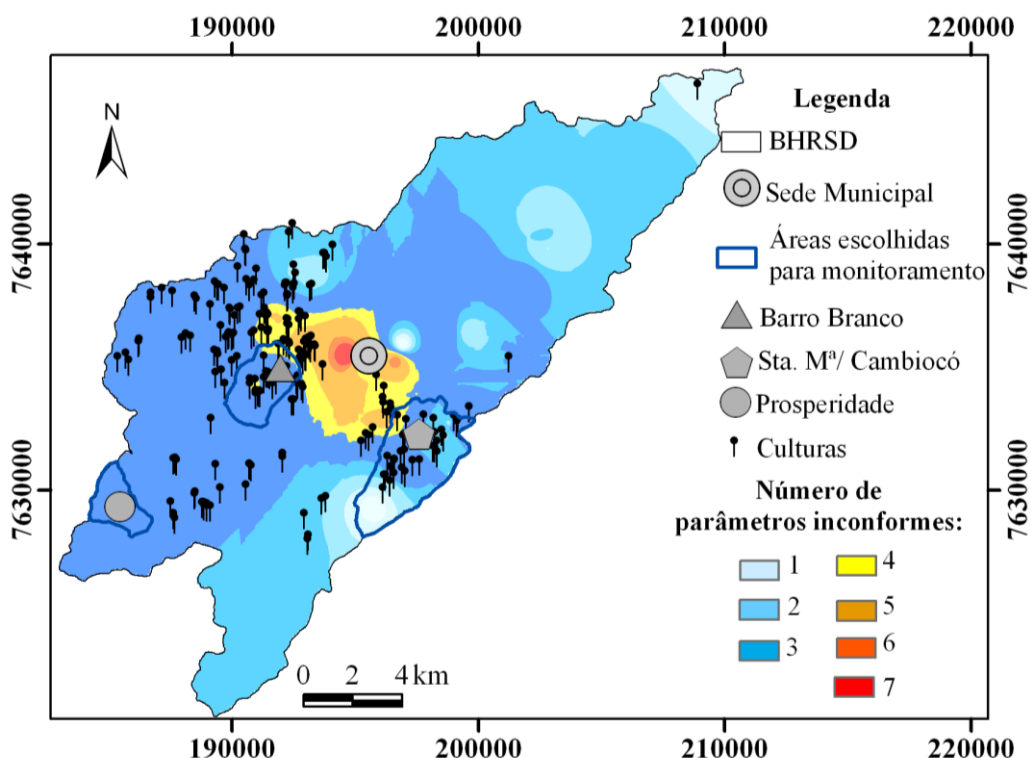 190000 200000 210000 220000
N
Legenda
BHRSD
Sede Municipal
Áreas escolhidas
para monitoramento
Barro Branco
Sta. Mª/ Cambiocó
Prosperidade
Culturas
Número de
parâmetros inconformes:
1 4
2 5
3 6
7
7640000 7640000
7630000 7630000
0 2 4 km
190000 200000 210000 220000